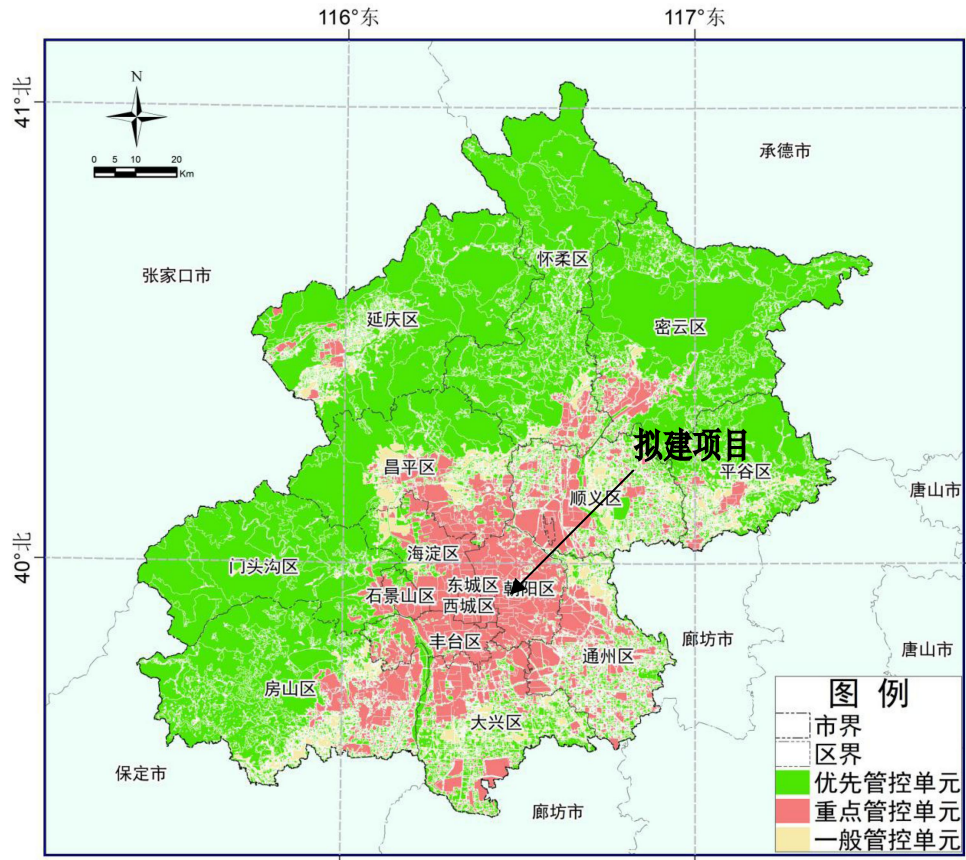 116°东
117°东
41°北
N
0 5 10 20
Km
承德市
张家口市
怀柔区
延庆区
密云区
拟建项目
昌平区
平谷区
顺义区
唐山市
40°北
海淀区
门头沟区
东城区
朝阳区
石景山区
西城区
丰台区
廊坊市
通州区
唐山市
房山区
大兴区
保定市
廊坊市
图 例
市界
区界
优先管控单元
重点管控单元
一般管控单元